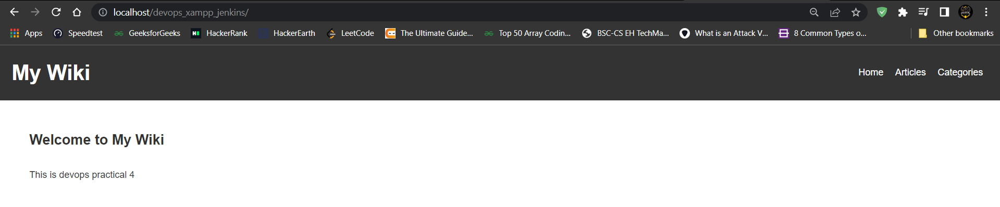 localhost/devops_xampp_jenkins/
Apps Speedtest GeeksforGeeks HackerRank HackerEarth LeetCode The Ultimate Guide... Top 50 Array Codin... BSC-CS EH TechMa... What is an Attack V... 8 Common Types o... Other bookmarks
My Wiki Home Articles Categories
Welcome to My Wiki
This is devops practical 4